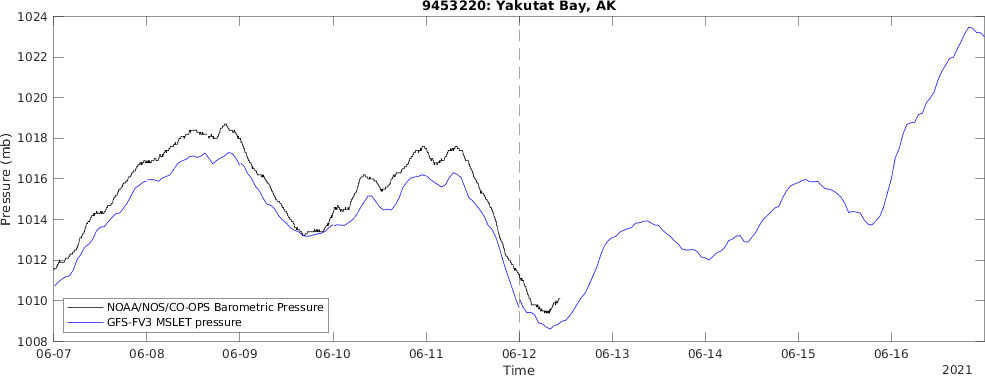 9453220: Yakutat Bay, AK
Pressure (mb)
1024
1022
1020
1018
1016
1014
1012
1010
1008
NOAA/NOS/CO-OPS Barometric Pressure
GFS-FV3 MSLET pressure
06-07 06-08 06-09 06-10 06-11 06-12 06-13 06-14 06-15 06-16
Time
2021